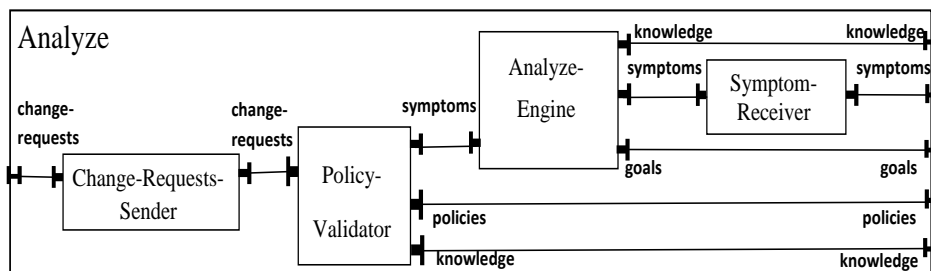 Analyze
knowledge
knowledge
Analyze-
Engine
symptoms
Symptom-
Receiver
symptoms
change-
requests
change-
requests
symptoms
Change-Requests-
Sender
Policy-
Validator
goals
goals
policies
policies
knowledge
knowledge